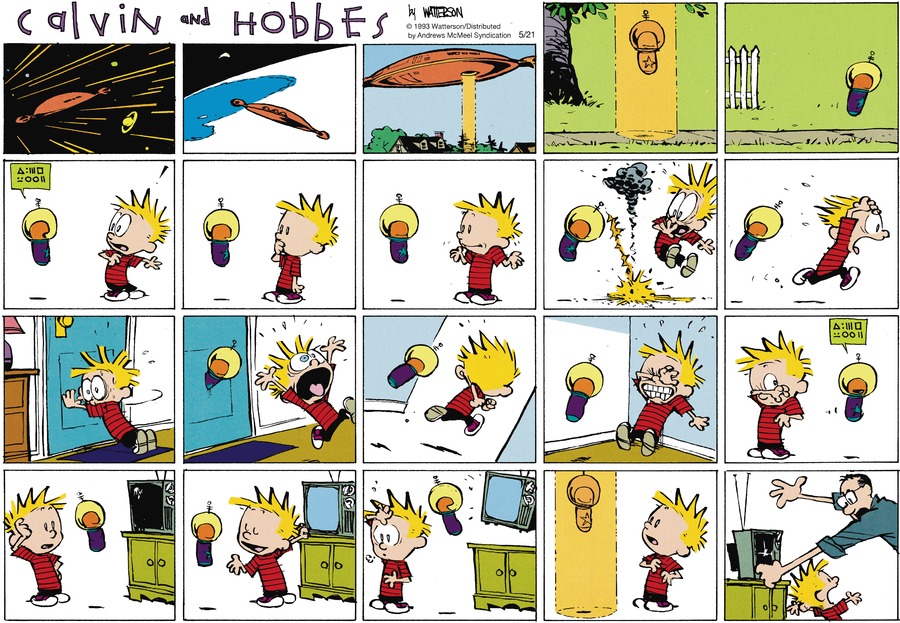 CALVIN AND HOBBES
by WATTERSON
© 1993 Watterson/Distributed
by Andrews McMeel Syndication 5/21
!